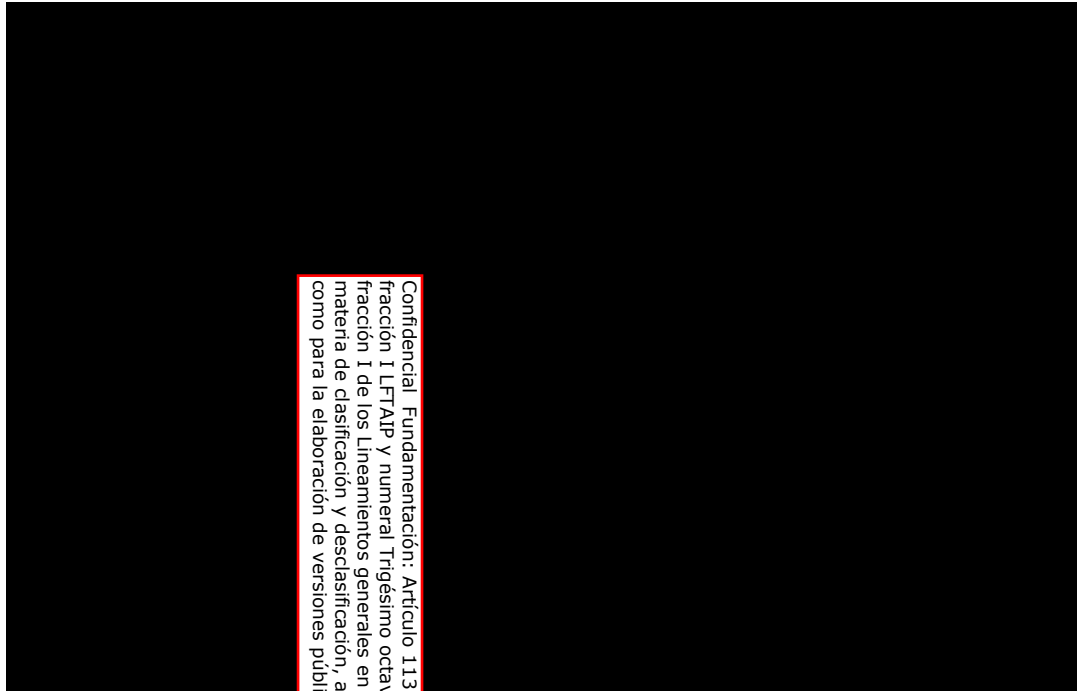 Confidencial Fundamentación: Artículo 113
fracción I LFTAIP y numeral Trigésimo octav
fracción I de los Lineamientos generales en
materia de clasificación y desclasificación, a
como para la elaboración de versiones públi